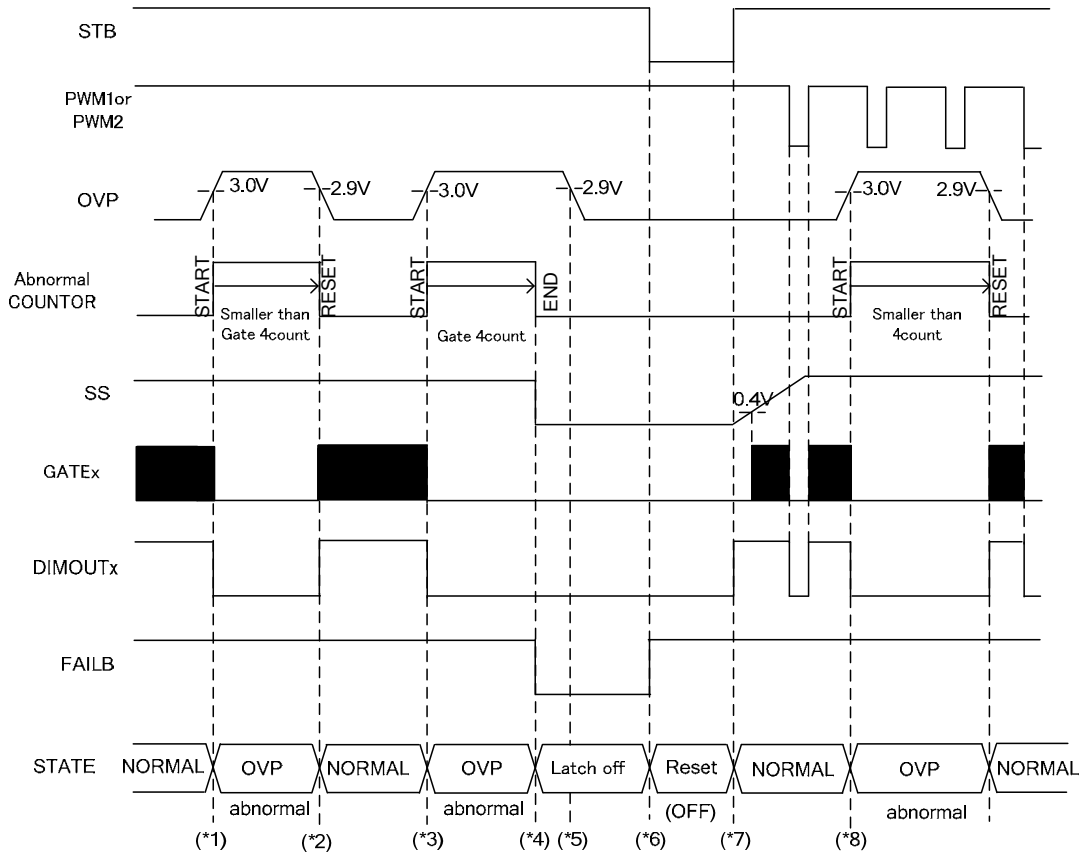 STB
PWM1or
PWM2
OVP
3.0V
2.9V
3.0V
2.9V
3.0V
2.9V
Abnormal
COUNTOR
START
Smaller than
Gate 4count
RESET
START
Gate 4count
END
START
Smaller than
4count
RESET
SS
0.4V
GATEx
DIMOUTx
FAILB
STATE
NORMAL
OVP
NORMAL
OVP
Latch off
Reset
NORMAL
OVP
NORMAL
abnormal
abnormal
(OFF)
abnormal
(*1)
(*2)
(*3)
(*4)
(*5)
(*6)
(*7)
(*8)